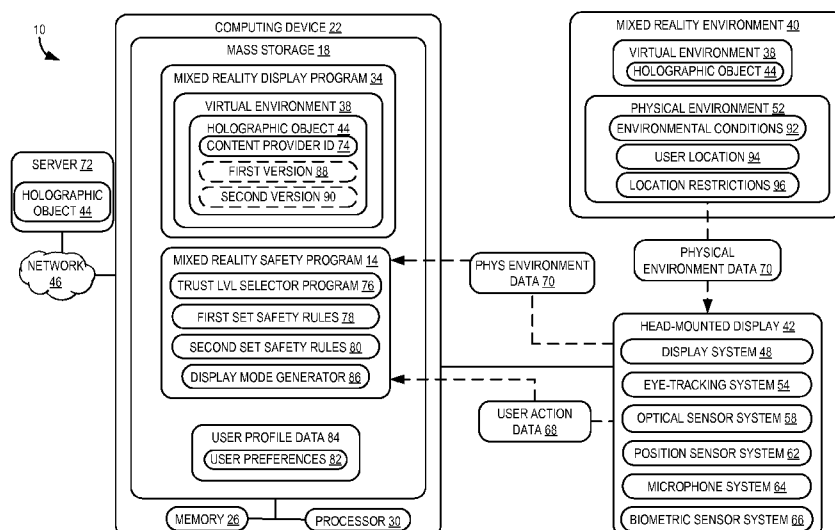 10
COMPUTING DEVICE 22
MASS STORAGE 18
MIXED REALITY DISPLAY PROGRAM 34
VIRTUAL ENVIRONMENT 38
HOLOGRAPHIC OBJECT 44
CONTENT PROVIDER ID 74
FIRST VERSION 88
SECOND VERSION 90
SERVER 72
HOLOGRAPHIC
OBJECT 44
NETWORK
46
MIXED REALITY SAFETY PROGRAM 14
TRUST LVL SELECTOR PROGRAM 76
FIRST SET SAFETY RULES 78
SECOND SET SAFETY RULES 80
DISPLAY MODE GENERATOR 86
USER PROFILE DATA 84
USER PREFERENCES 82
MEMORY 26
PROCESSOR 30
PHYS ENVIRONMENT
DATA 70
USER ACTION
DATA 68
MIXED REALITY ENVIRONMENT 40
VIRTUAL ENVIRONMENT 38
HOLOGRAPHIC OBJECT 44
PHYSICAL ENVIRONMENT 52
ENVIRONMENTAL CONDITIONS 92
USER LOCATION 94
LOCATION RESTRICTIONS 96
PHYSICAL
ENVIRONMENT DATA 70
HEAD-MOUNTED DISPLAY 42
DISPLAY SYSTEM 48
EYE-TRACKING SYSTEM 54
OPTICAL SENSOR SYSTEM 58
POSITION SENSOR SYSTEM 62
MICROPHONE SYSTEM 64
BIOMETRIC SENSOR SYSTEM 66